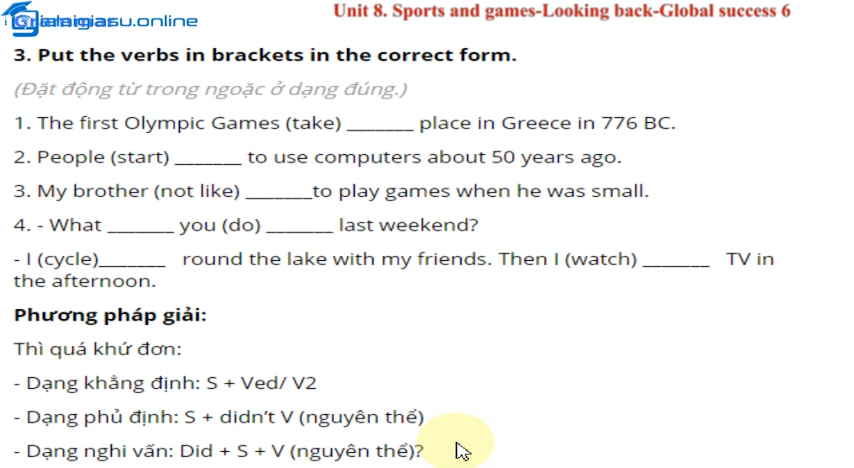 Gialaigiasu.online
Unit 8. Sports and games-Looking back-Global success 6
3. Put the verbs in brackets in the correct form.
(Đặt động từ trong ngoặc ở dạng đúng.)
1. The first Olympic Games (take) _______ place in Greece in 776 BC.
2. People (start) _______ to use computers about 50 years ago.
3. My brother (not like) _______to play games when he was small.
4. - What _______ you (do) _______ last weekend?
- I (cycle)_______ round the lake with my friends. Then I (watch) _______ TV in
the afternoon.
Phương pháp giải:
Thì quá khứ đơn:
- Dạng khẳng định: S + Ved/ V2
- Dạng phủ định: S + didn’t V (nguyên thể)
- Dạng nghi vấn: Did + S + V (nguyên thể)?